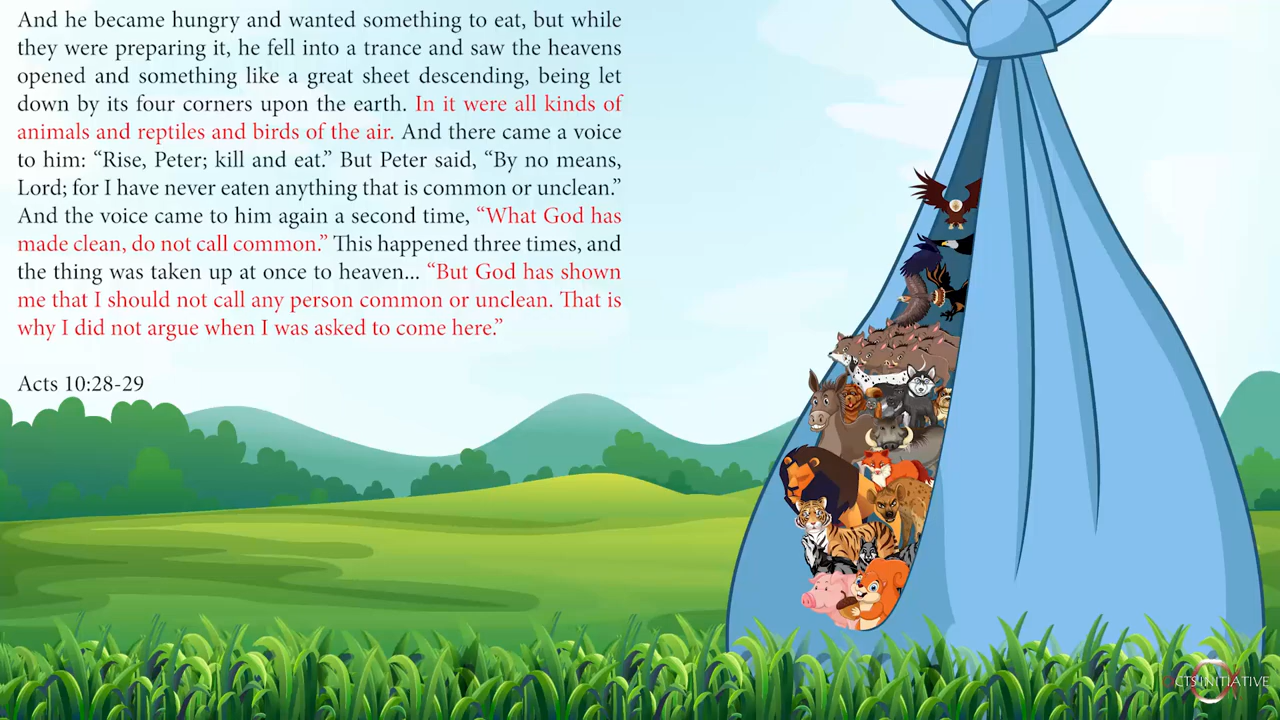 And he became hungry and wanted something to eat, but while
they were preparing it, he fell into a trance and saw the heavens
opened and something like a great sheet descending, being let
down by its four corners upon the earth. In it were all kinds of
animals and reptiles and birds of the air. And there came a voice
to him: “Rise, Peter; kill and eat.” But Peter said, “By no means,
Lord; for I have never eaten anything that is common or unclean.”
And the voice came to him again a second time, “What God has
made clean, do not call common.” This happened three times, and
the thing was taken up at once to heaven... “But God has shown
me that I should not call any person common or unclean. That is
why I did not argue when I was asked to come here.”
Acts 10:28-29
CTSINITIATIVE